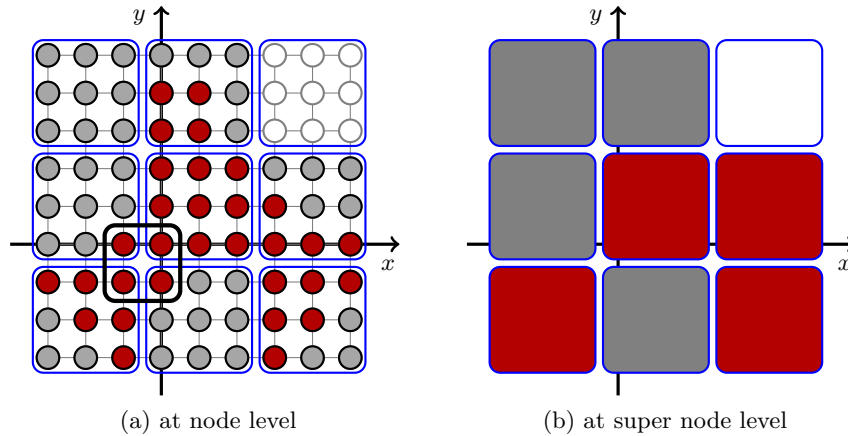 y
x
(a) at node level
y
x
(b) at super node level